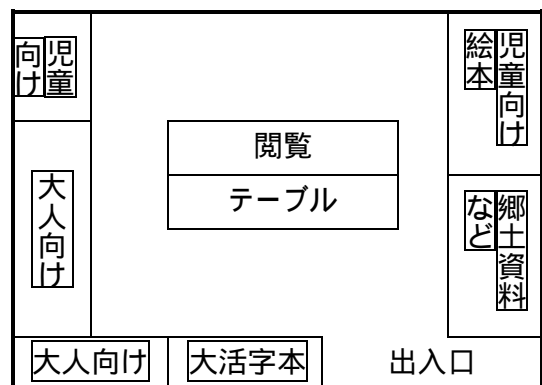 児童
向け
児童向け
絵本
閲覧
テーブル
大人向け
郷土資料
など
大人向け
大活字本
出入口